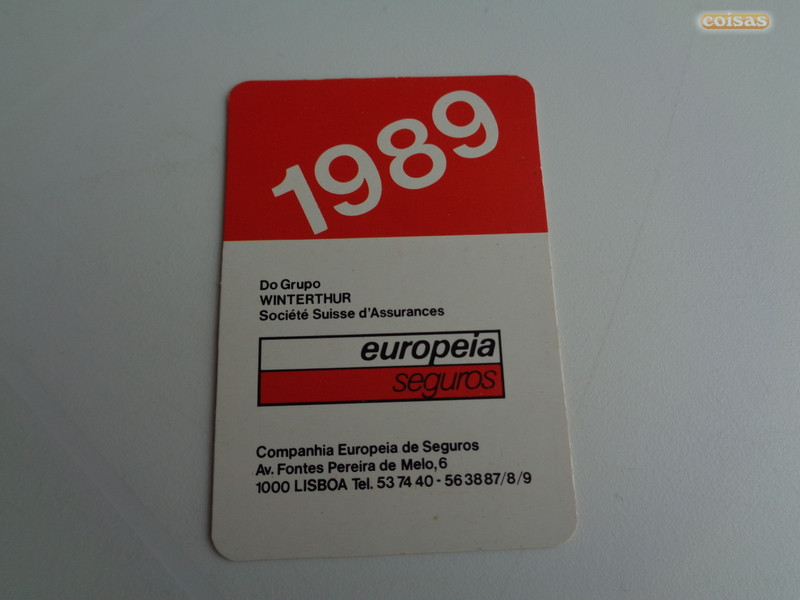 coisas
1989
Do Grupo
WINTERTHUR
Société Suisse d'Assurances
europeia
seguros
Companhia Europeia de Seguros
Av. Fontes Pereira de Melo, 6
1000 LISBOA Tel. 53 74 40 - 56 38 87/8/9